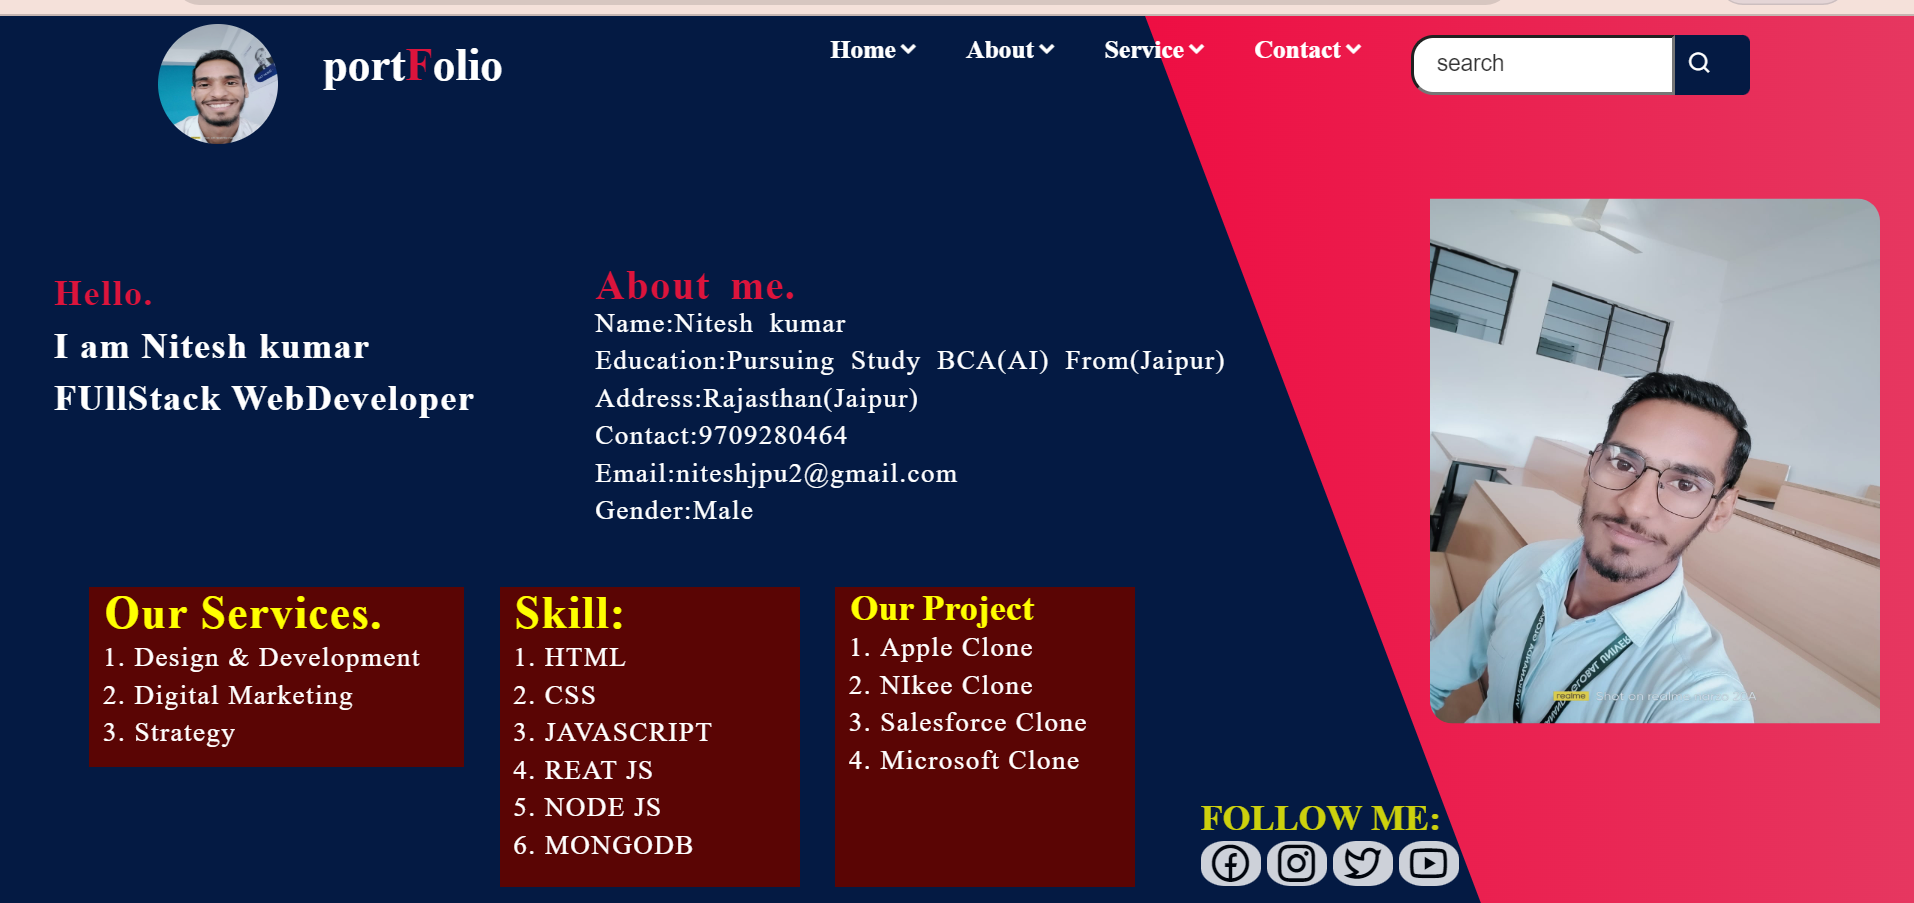 portFolio
Home
About
Service
Contact
search
Hello.
I am Nitesh kumar
FUllStack WebDeveloper
About me.
Name:Nitesh kumar
Education:Pursuing Study BCA(AI) From(Jaipur)
Address:Rajasthan(Jaipur)
Contact:9709280464
Email:niteshjpu2@gmail.com
Gender:Male
Our Services.
1. Design & Development
2. Digital Marketing
3. Strategy
Skill:
1. HTML
2. CSS
3. JAVASCRIPT
4. REAT JS
5. NODE JS
6. MONGODB
Our Project
1. Apple Clone
2. NIkee Clone
3. Salesforce Clone
4. Microsoft Clone
realme Shot on
FOLLOW ME: